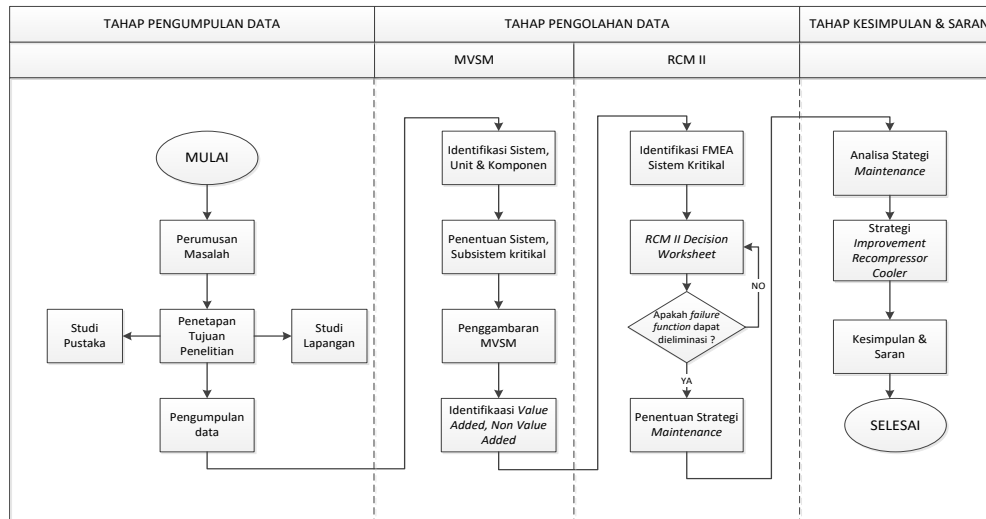 TAHAP PENGUMPULAN DATA
TAHAP PENGOLAHAN DATA
TAHAP KESIMPULAN & SARAN
MVSM
RCM II
MULAI
Perumusan
Masalah
Studi
Pustaka
Penetapan
Tujuan
Penelitian
Studi
Lapangan
Pengumpulan
data
Identifikasi Sistem,
Unit & Komponen
Penentuan Sistem,
Subsistem kritikal
Penggambaran
MVSM
Identifikaasi Value
Added, Non Value
Added
Identifikasi FMEA
Sistem Kritikal
RCM II Decision
Worksheet
NO
Apakah failure
function dapat
dieliminasi ?
YA
Penentuan Strategi
Maintenance
Analisa Stategi
Maintenance
Strategi
Improvement
Recompressor
Cooler
Kesimpulan &
Saran
SELESAI